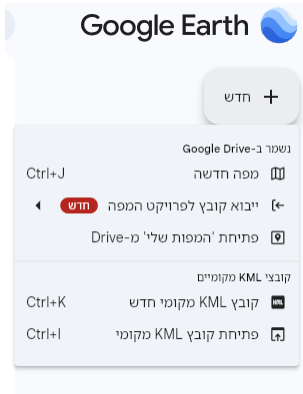 Google Earth
חדש
נשמר ב-Google Drive
מפה חדשה Ctrl+J
ייבוא קובץ לפרויקט המפה חדש
פתיחת 'המפות שלי' מ-Drive
קובצי KML מקומיים
קובץ KML מקומי חדש Ctrl+K
פתיחת קובץ KML מקומי Ctrl+I